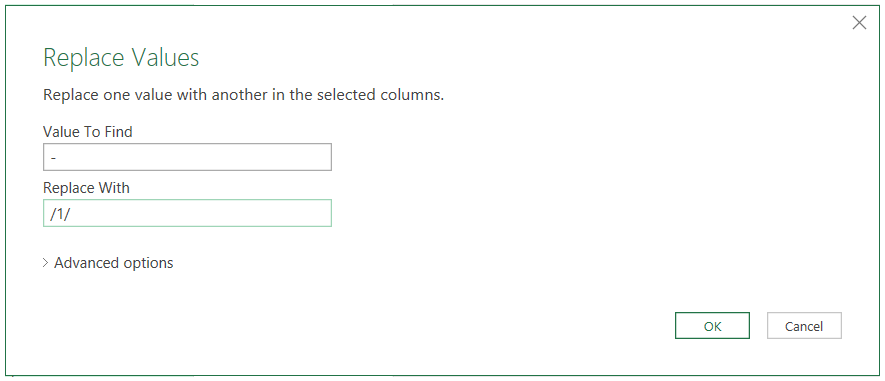 Replace Values
Replace one value with another in the selected columns.
Value To Find
-
Replace With
/1/
Advanced options
OK
Cancel